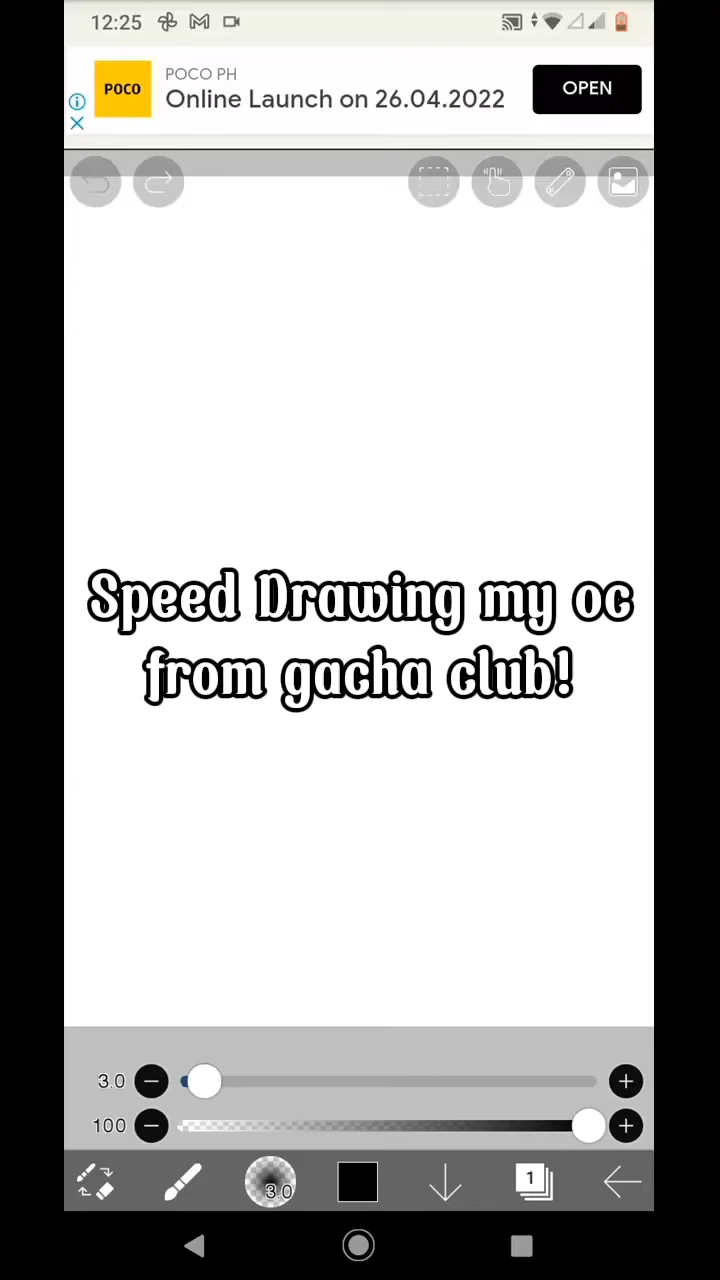 12:25
POCO
POCO PH
Online Launch on 26.04.2022
OPEN
Speed Drawing my oc
from gacha club!
3.0
100
3.0
1